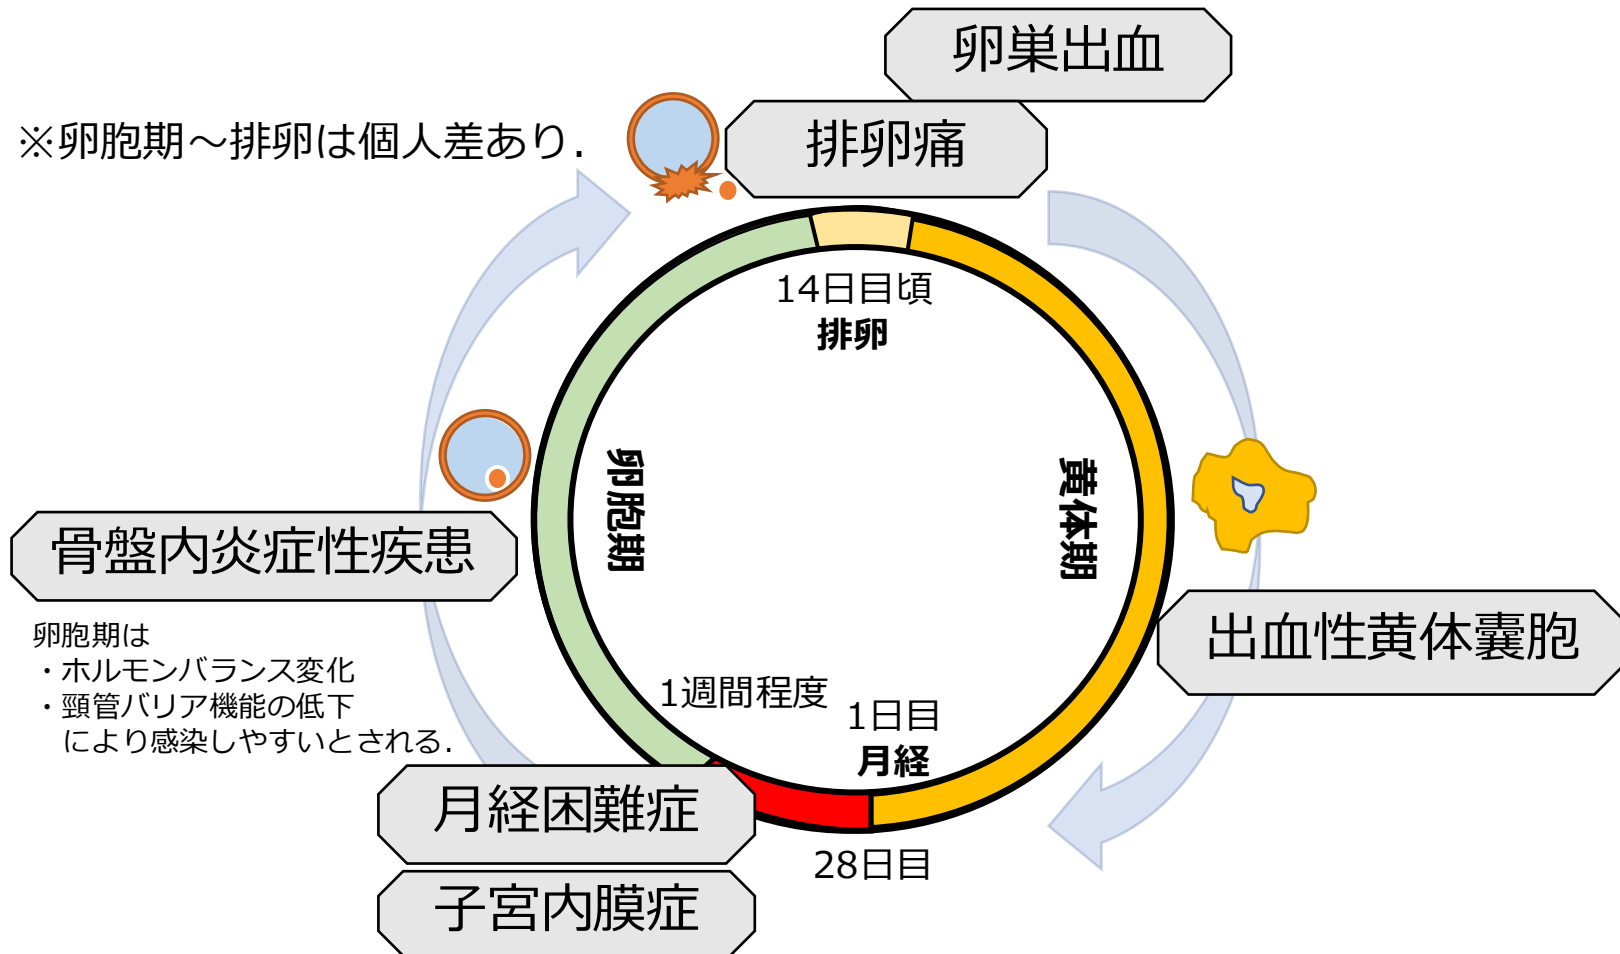 卵巣出血
※卵胞期～排卵は個人差あり.
排卵痛
14日目頃
排卵
卵胞期
黄体期
骨盤内炎症性疾患
卵胞期は
・ホルモンバランス変化
・頸管バリア機能の低下
により感染しやすいとされる.
出血性黄体嚢胞
1週間程度
1日目
月経
月経困難症
28日目
子宮内膜症